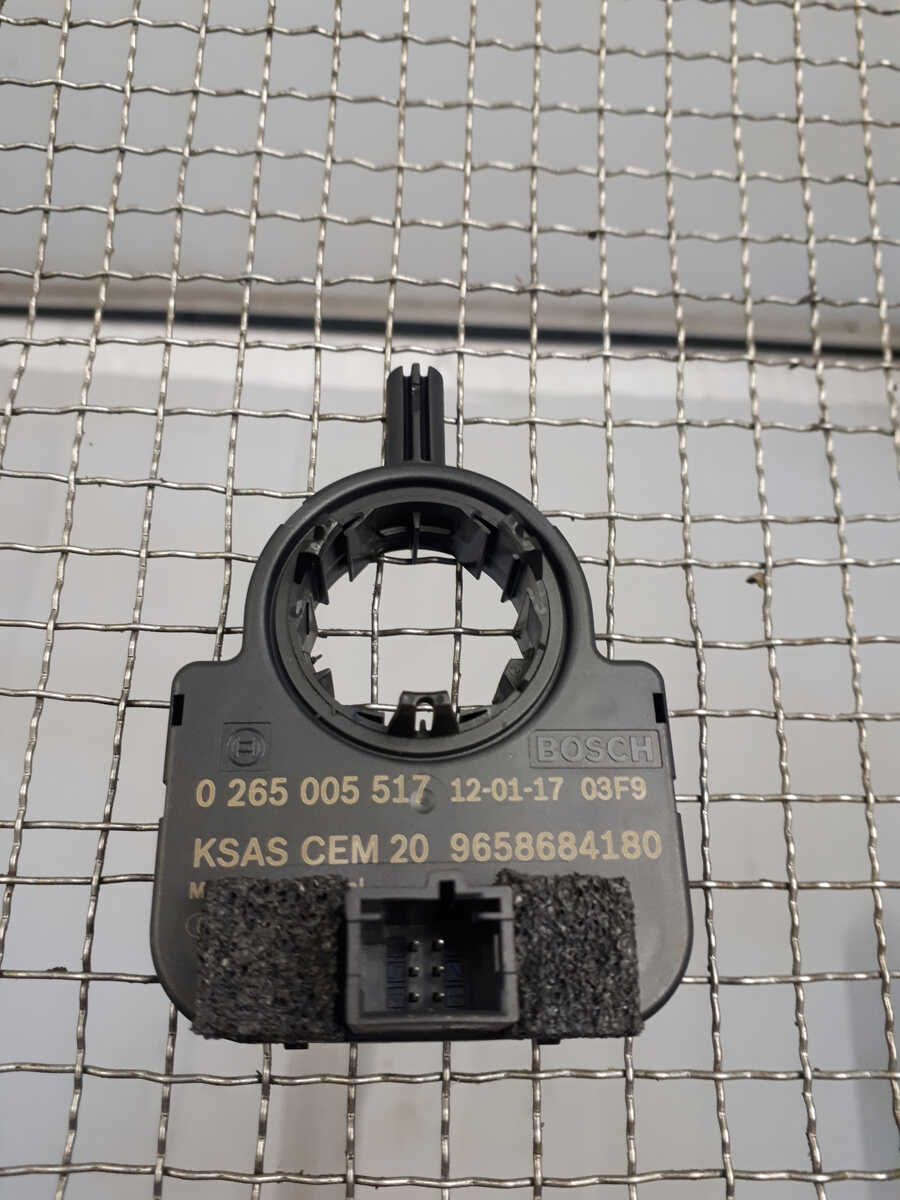 BOSCH
0 265 005 517 12-01-17 03F9
KSAS CEM 20 9658684180